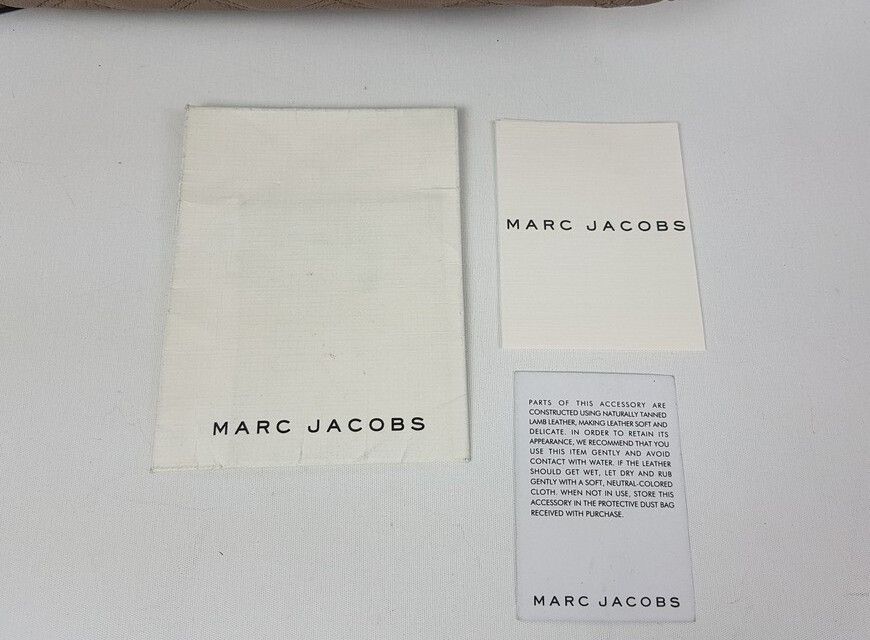 MARC JACOBS
MARC JACOBS
PARTS OF THIS ACCESSORY ARE
CONSTRUCTED USING NATURALLY TANNED
LAMB LEATHER, MAKING LEATHER SOFT AND
DELICATE. IN ORDER TO RETAIN ITS
APPEARANCE, WE RECOMMEND THAT YOU
USE THIS ITEM GENTLY AND AVOID
CONTACT WITH WATER. IF THE LEATHER
SHOULD GET WET, LET DRY AND RUB
GENTLY WITH A SOFT, NEUTRAL-COLORED
CLOTH. WHEN NOT IN USE, STORE THIS
ACCESSORY IN THE PROTECTIVE DUST BAG
RECEIVED WITH PURCHASE.
MARC JACOBS